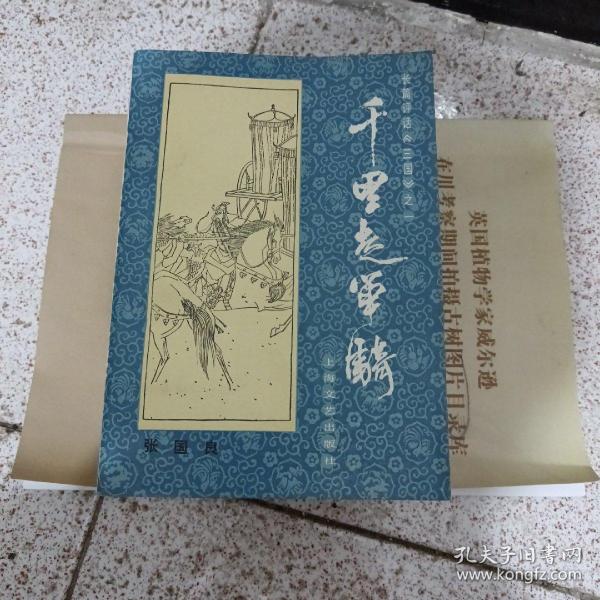 长篇评话《三国》之一
千里走单骑
上海文艺出版社
张国良
英国植物学家威尔逊
在川考察期间拍摄古树图片目录库
孔夫子旧书网
www.kongfz.com